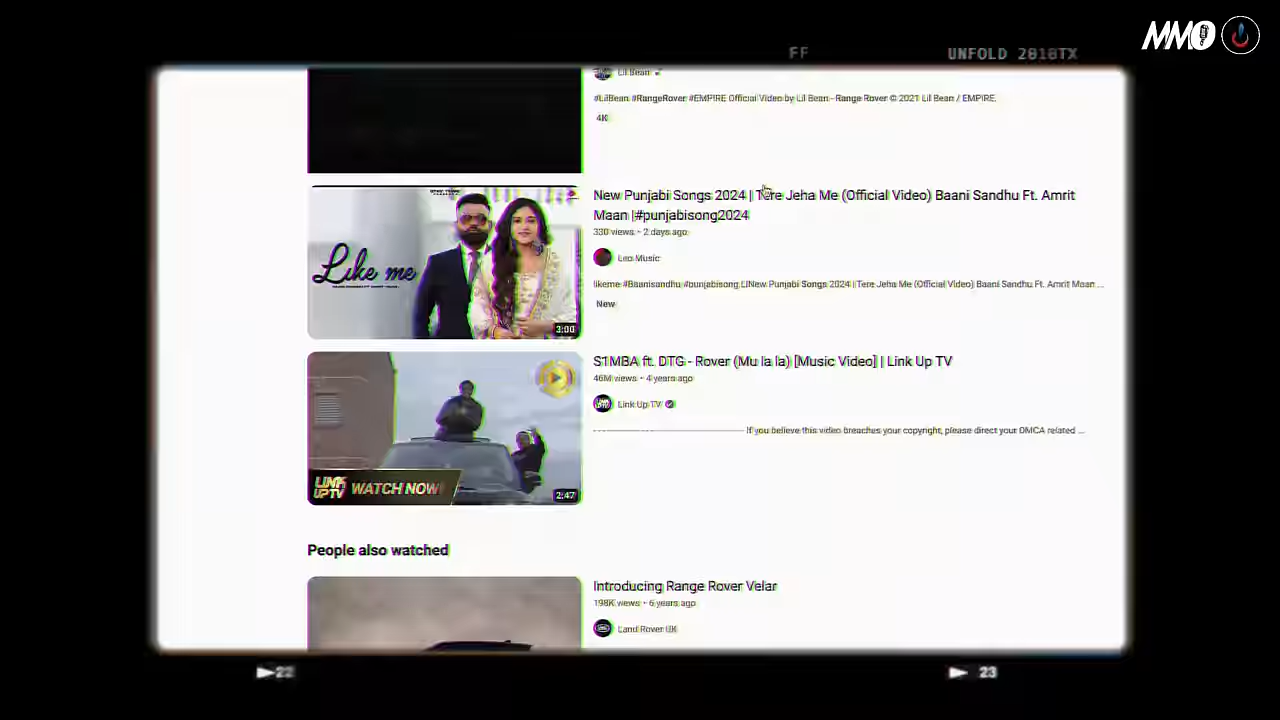 MMO
FF
UNFOLD 2818TX
Lil Bean
#LilBean #RangeRover #EMPIRE Official Video by Lil Bean - Range Rover © 2021 Lil Bean / EMPIRE.
4K
New Punjabi Songs 2024 | Tere Jeha Me (Official Video) Baani Sandhu Ft. Amrit
Maan |#punjabisong2024
330 views • 2 days ago
Leo Music
likeme #Baanisandhu #punjabisong LINew Punjabi Songs 2024 | Tere Jeha Me (Official Video) Baani Sandhu Ft. Amrit Maan ...
New
Like me
3:00
S1MBA ft. DTG - Rover (Mu la la) [Music Video] | Link Up TV
46M views • 4 years ago
Link Up TV
If you believe this video breaches your copyright, please direct your DMCA related ...
LINK
UPTV WATCH NOW!
2:47
People also watched
Introducing Range Rover Velar
198K views • 6 years ago
Land Rover UK
22
23